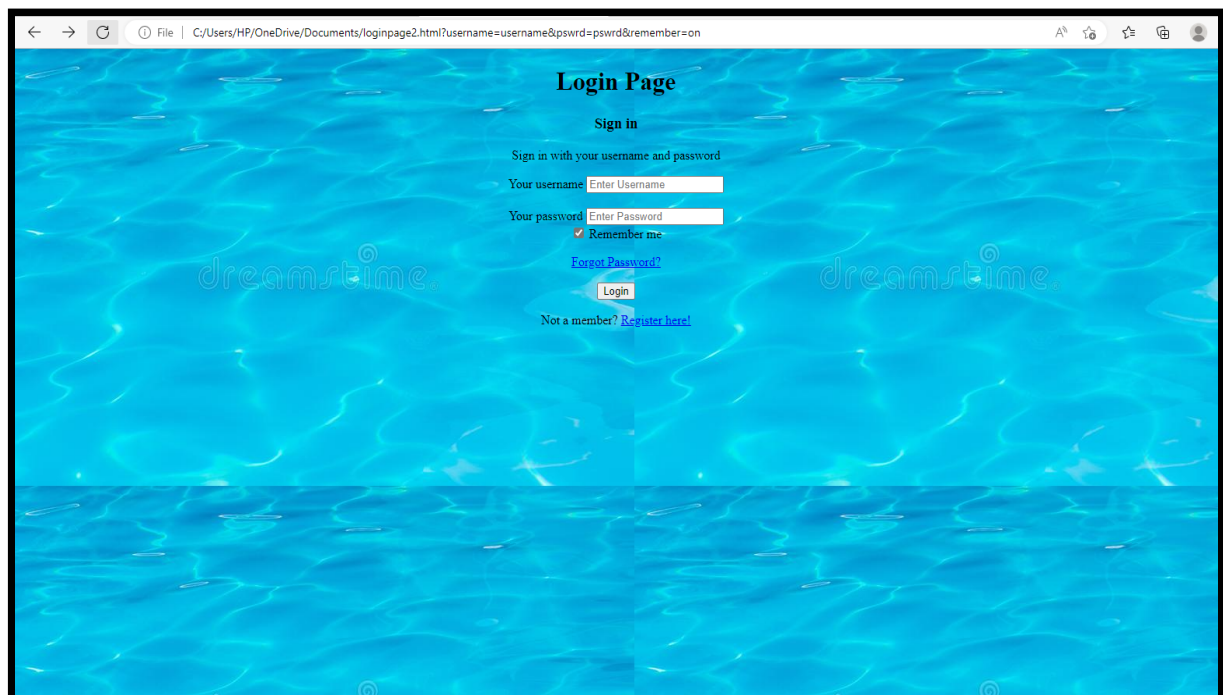 File | C:/Users/HP/OneDrive/Documents/loginpage2.html?username=username&pswrd=pswrd&remember=on
Login Page
Sign in
Sign in with your username and password
Your username Enter Username
Your password Enter Password
Remember me
dreamstime. dreamstime.
Forgot Password?
Login
Not a member? Register here!